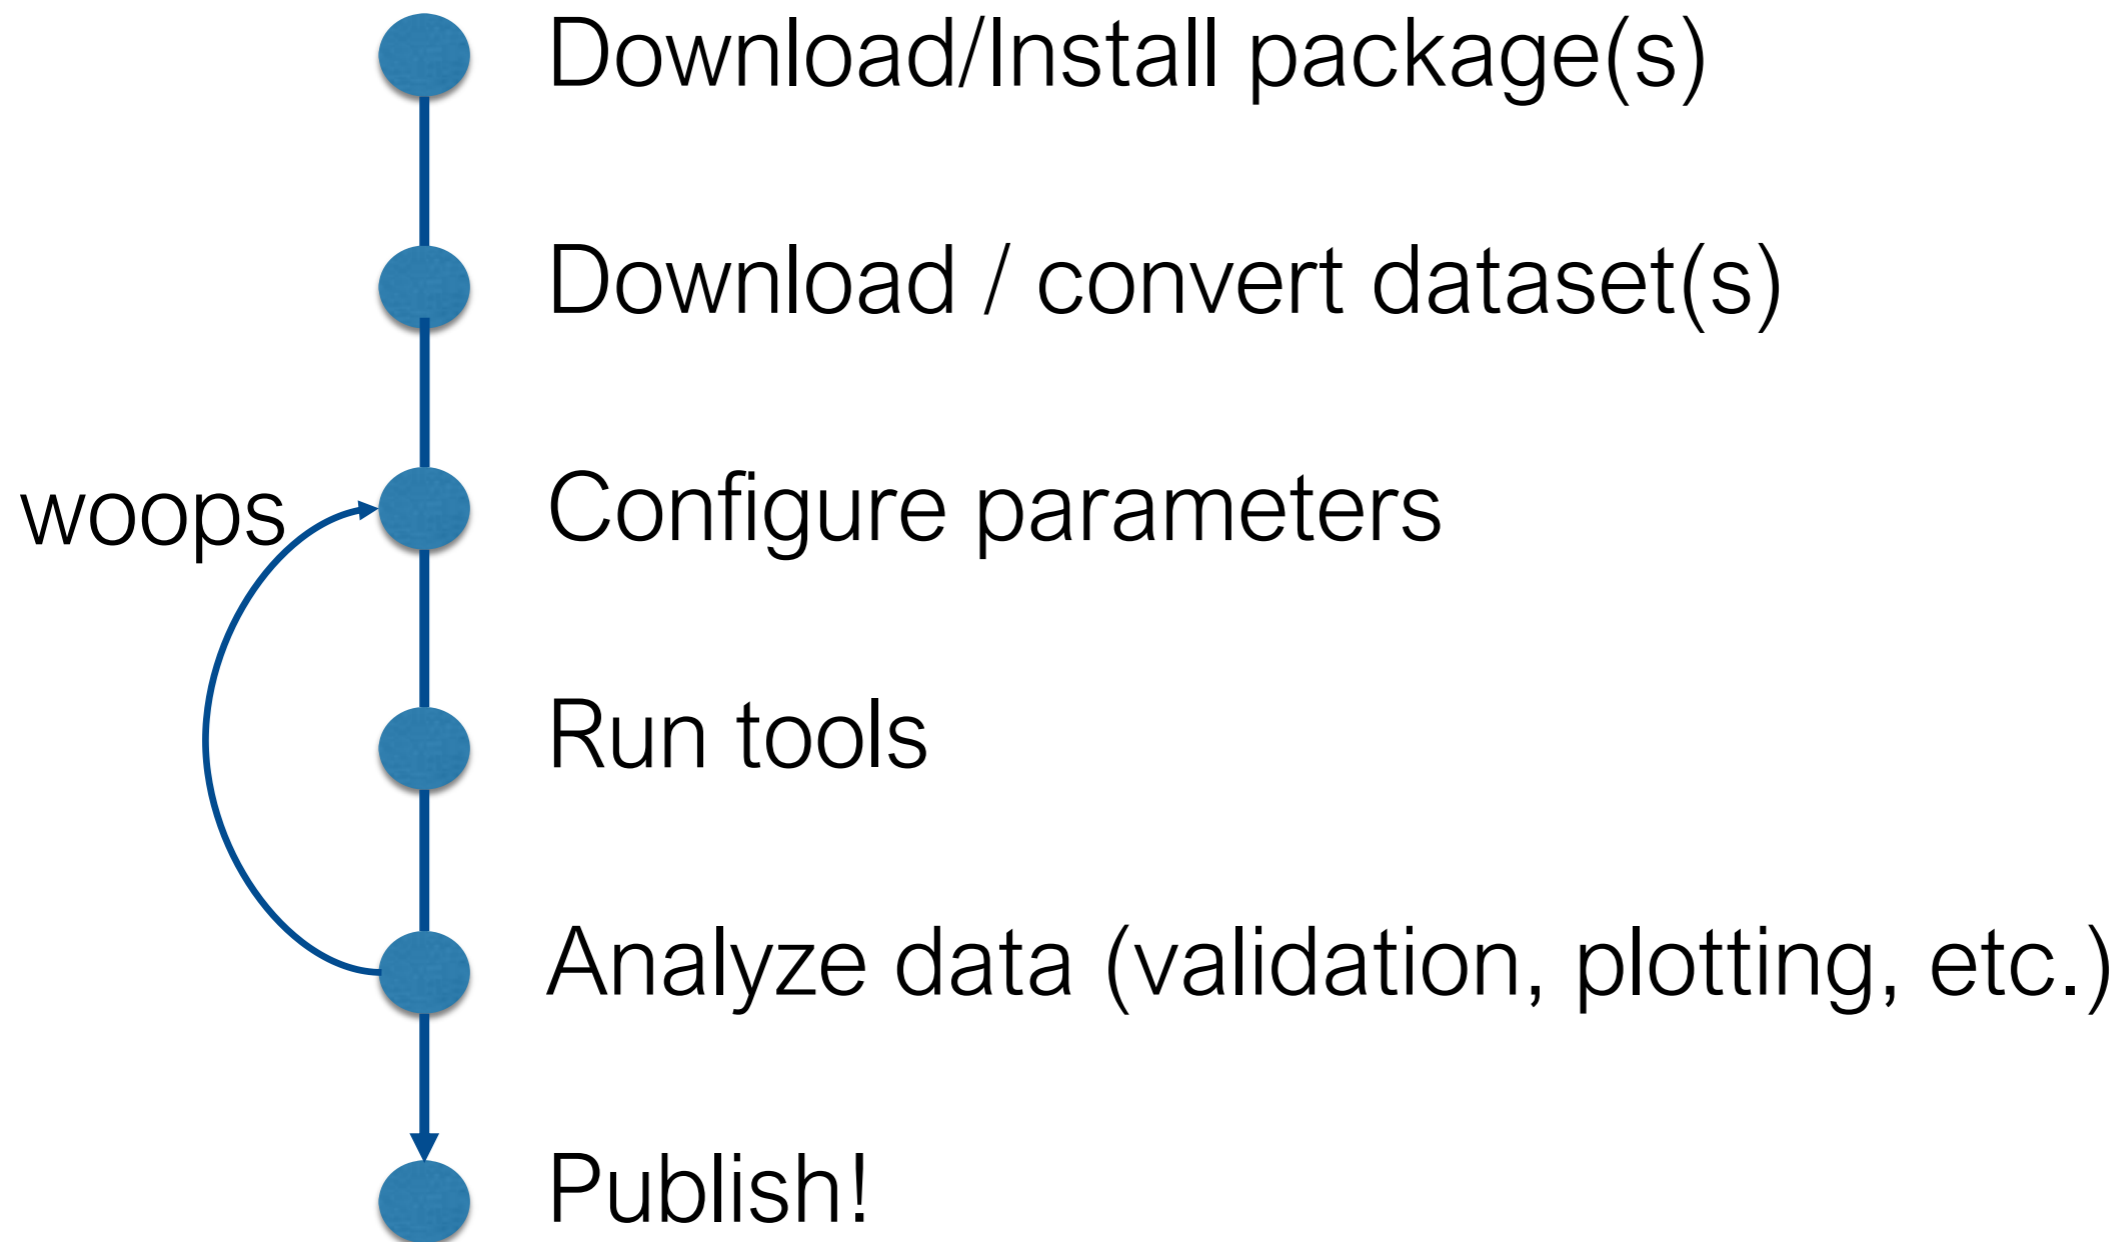 Download/Install package(s)
Download / convert dataset(s)
woops
Configure parameters
Run tools
Analyze data (validation, plotting, etc.)
Publish!